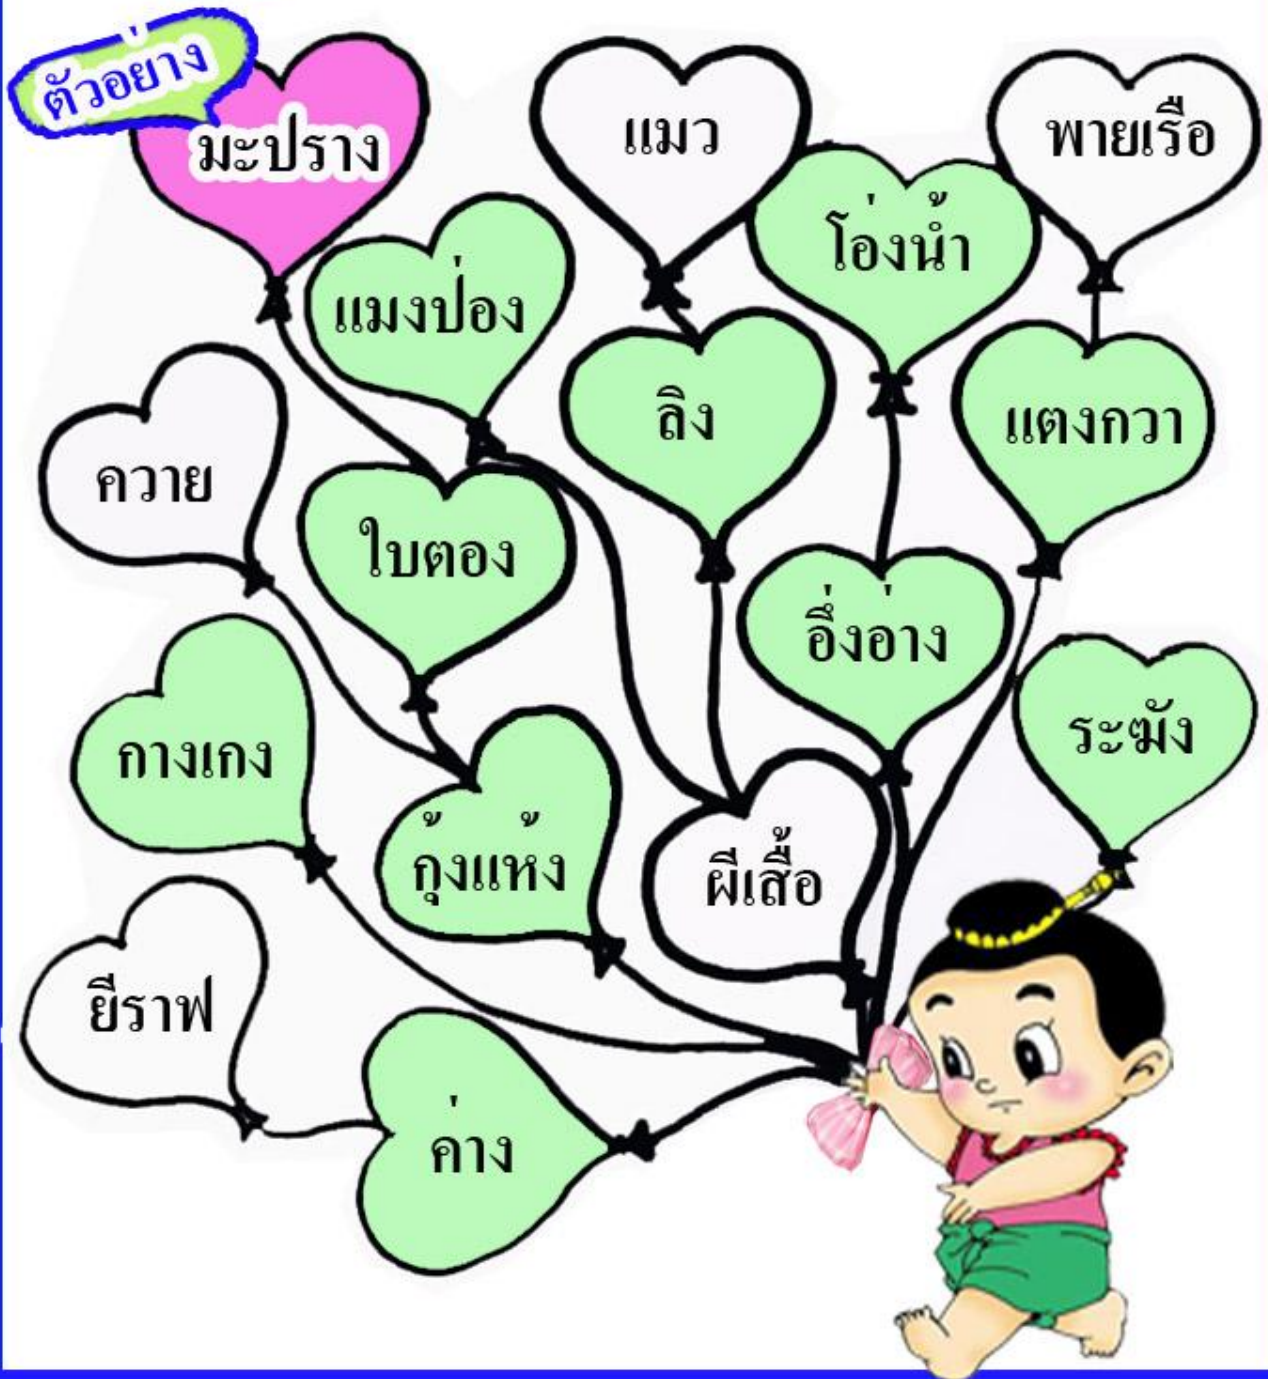 ตัวอย่าง
มะปราง
แมว
พายเรือ
โอ่งน้ำ
แมงป่อง
ลิง
แตงกวา
ควาย
ใบตอง
อึ่งอ่าง
ระฆัง
กางเกง
กุ้งแห้ง
ผีเสื้อ
ยีราฟ
ค่าง